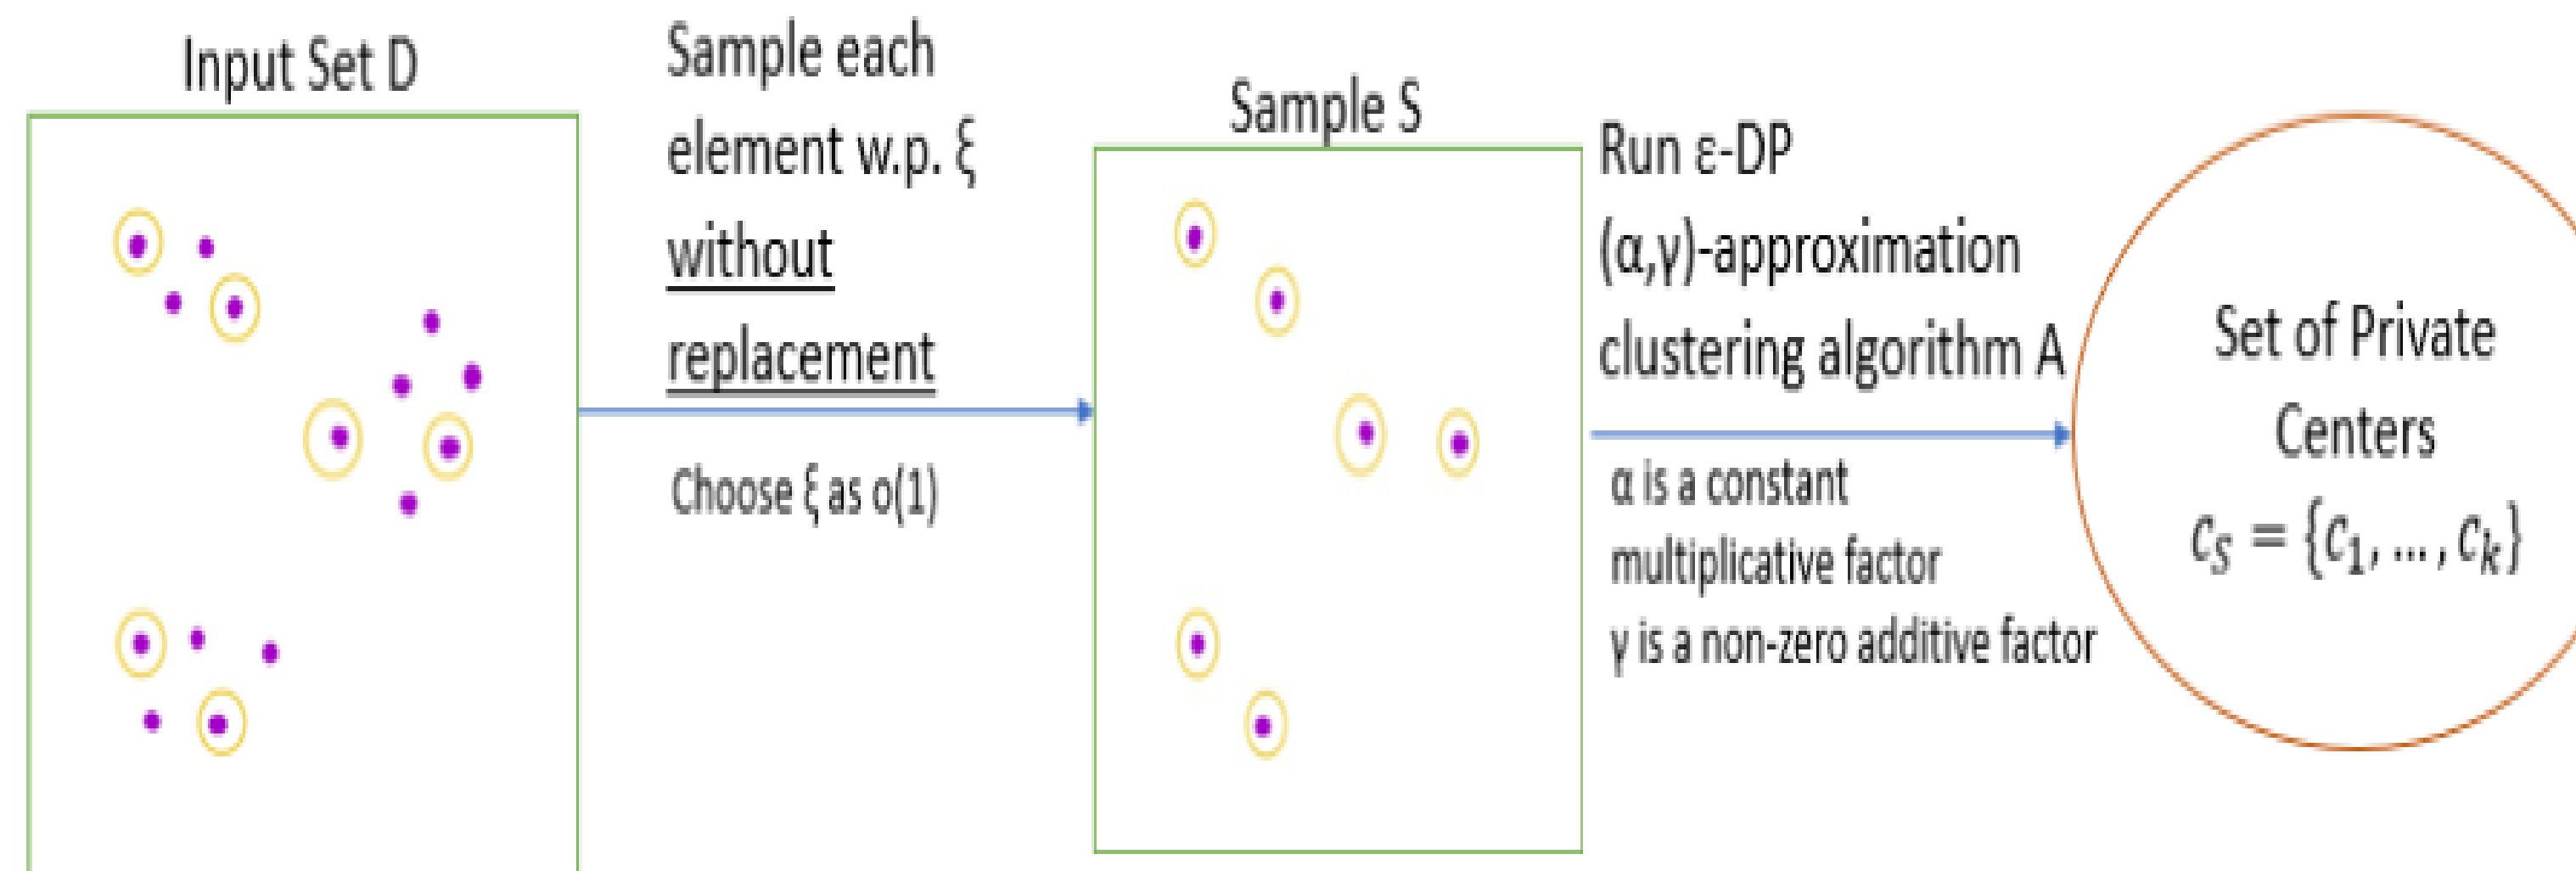 Input Set D
Sample each
element w.p. ξ
without
replacement
Choose ξ as o(1)
Sample S
Run ε-DP
(α,γ)-approximation
clustering algorithm A
α is a constant
multiplicative factor
γ is a non-zero additive factor
Set of Private
Centers
c_S = {c_1, ... , c_k}